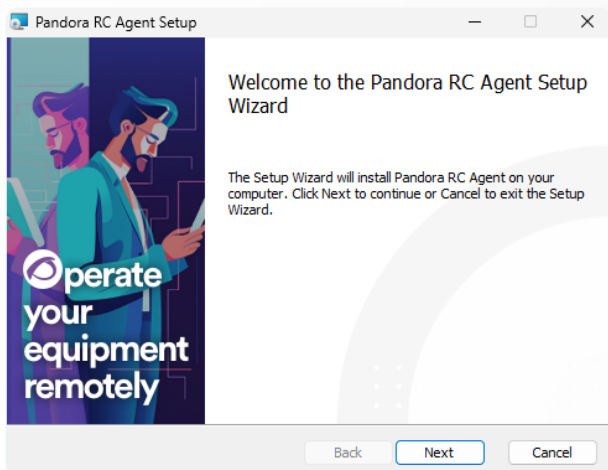 Pandora RC Agent Setup
Welcome to the Pandora RC Agent Setup
Wizard
The Setup Wizard will install Pandora RC Agent on your
computer. Click Next to continue or Cancel to exit the Setup
Wizard.
Operate
your
equipment
remotely
Back
Next
Cancel